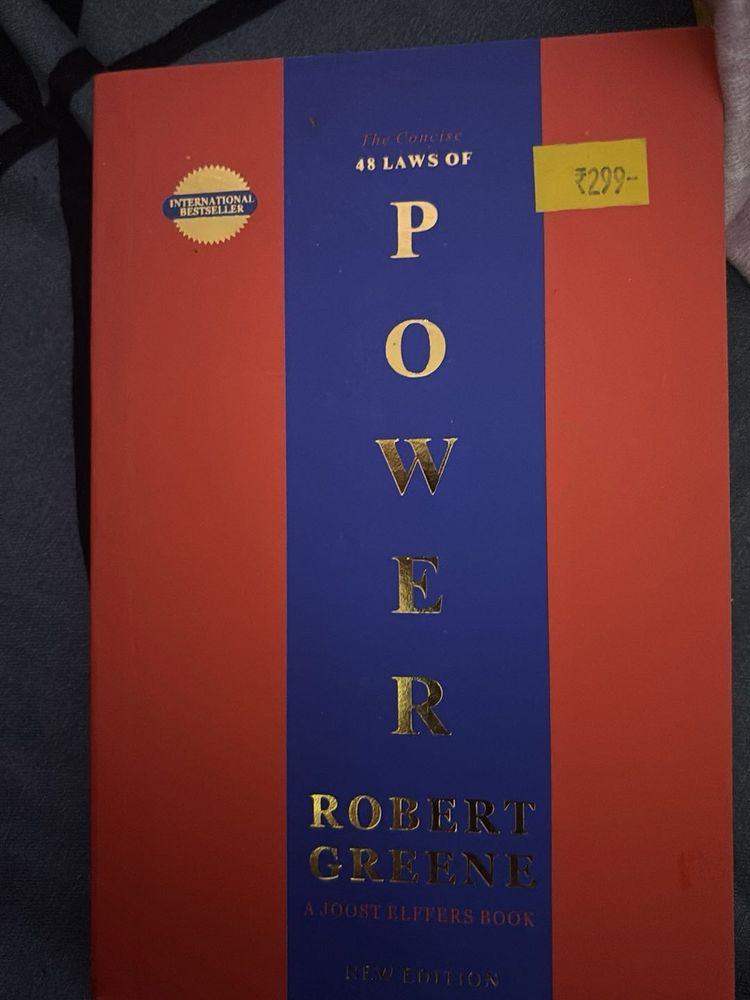 The Concise
48 LAWS OF
₹299-
INTERNATIONAL
BESTSELLER
P
O
W
E
R
ROBERT
GREENE
A JOOST ELFFERS BOOK
NEW EDITION